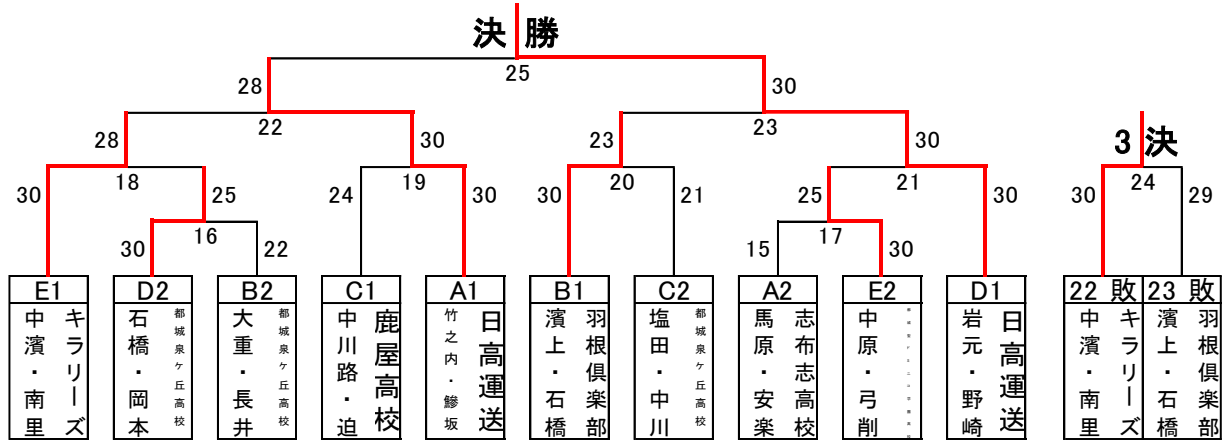 決 勝
25
28 30
22 23
28 30 23 30 3 決
18 19 20 21 24
30 25 24 30 30 21 25 30 30 29
16 17
30 22 15 30
E1 D2 B2 C1 A1 B1 C2 A2 E2 D1 22 敗 23 敗
キラリーズ
中濱・南里
都城泉ケ丘高校
石橋・岡本
都城泉ケ丘高校
大重・長井
鹿屋高校
中川路・迫
日高運送
竹之内・鰺坂
羽根倶楽部
濱上・石橋
都城泉ケ丘高校
塩田・中川
志布志高校
馬原・安楽
中原・弓削
日高運送
岩元・野崎
キラリーズ
中濱・南里
羽根倶楽部
濱上・石橋